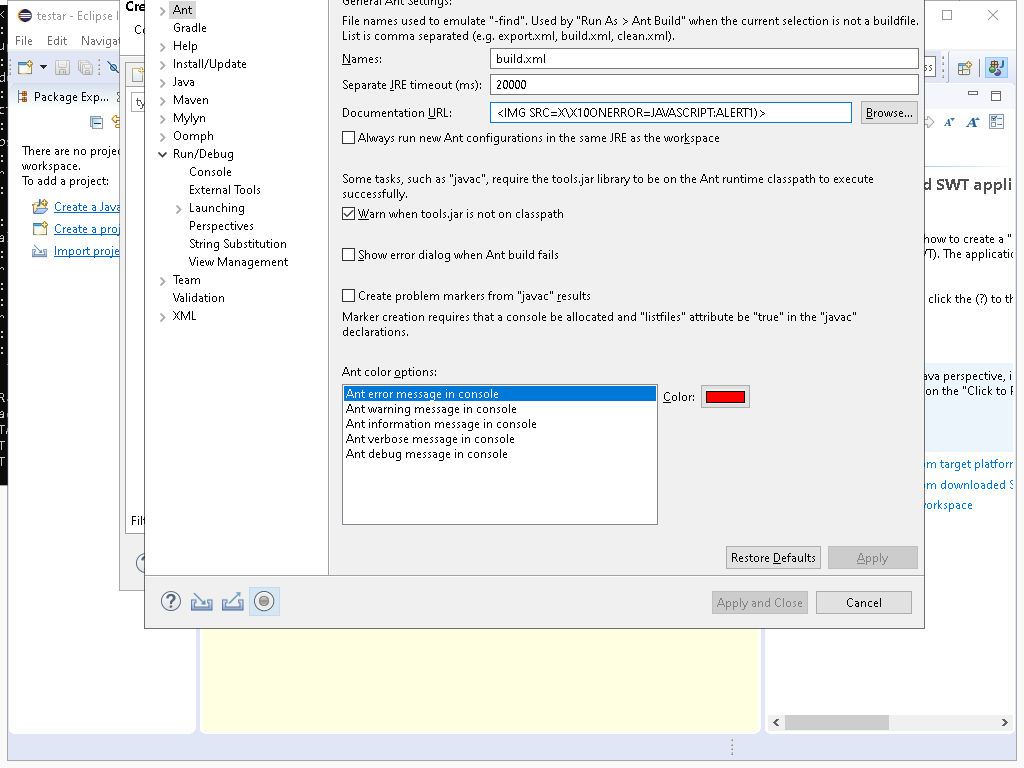 testar - Eclipse I
File Edit Navigat
Package Exp...
There are no projec
workspace.
To add a project:
Create a Java
Create a proj
Import proje
Cre
Filt
Ant
Gradle
Help
Install/Update
Java
Maven
Mylyn
Oomph
Run/Debug
Console
External Tools
Launching
Perspectives
String Substitution
View Management
Team
Validation
XML
General Ant Settings:
File names used to emulate "-find". Used by "Run As > Ant Build" when the current selection is not a buildfile.
List is comma separated (e.g. export.xml, build.xml, clean.xml).
Names: build.xml
Separate JRE timeout (ms): 20000
Documentation URL: <IMG SRC=X\X10ONERROR=JAVASCRIPT:ALERT1)> Browse...
Always run new Ant configurations in the same JRE as the workspace
Some tasks, such as "javac", require the tools.jar library to be on the Ant runtime classpath to execute
successfully.
Warn when tools.jar is not on classpath
Show error dialog when Ant build fails
Create problem markers from "javac" results
Marker creation requires that a console be allocated and "listfiles" attribute be "true" in the "javac"
declarations.
Ant color options:
Ant error message in console
Ant warning message in console
Ant information message in console
Ant verbose message in console
Ant debug message in console
Color:
Restore Defaults Apply
Apply and Close Cancel
d SWT appli
how to create a "
VT). The applicatio
click the (?) to th
ava perspective, i
on the "Click to P
m target platforn
m downloaded S
vorkspace